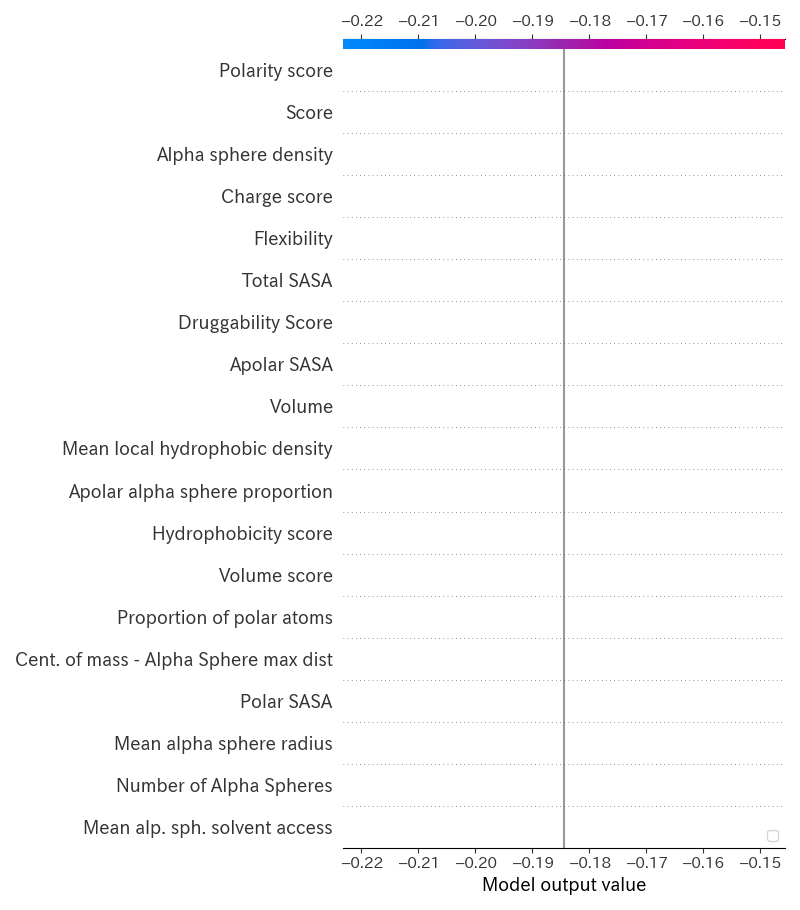 −0.22 −0.21 −0.20 −0.19 −0.18 −0.17 −0.16 −0.15
Polarity score
Score
Alpha sphere density
Charge score
Flexibility
Total SASA
Druggability Score
Apolar SASA
Volume
Mean local hydrophobic density
Apolar alpha sphere proportion
Hydrophobicity score
Volume score
Proportion of polar atoms
Cent. of mass - Alpha Sphere max dist
Polar SASA
Mean alpha sphere radius
Number of Alpha Spheres
Mean alp. sph. solvent access
−0.22 −0.21 −0.20 −0.19 −0.18 −0.17 −0.16 −0.15
Model output value